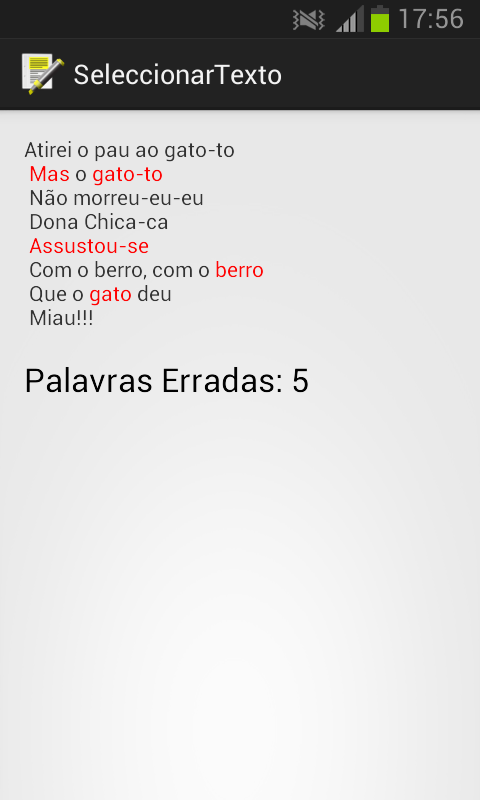 17:56
SeleccionarTexto
Atirei o pau ao gato-to
Mas o gato-to
Não morreu-eu-eu
Dona Chica-ca
Assustou-se
Com o berro, com o berro
Que o gato deu
Miau!!!
Palavras Erradas: 5